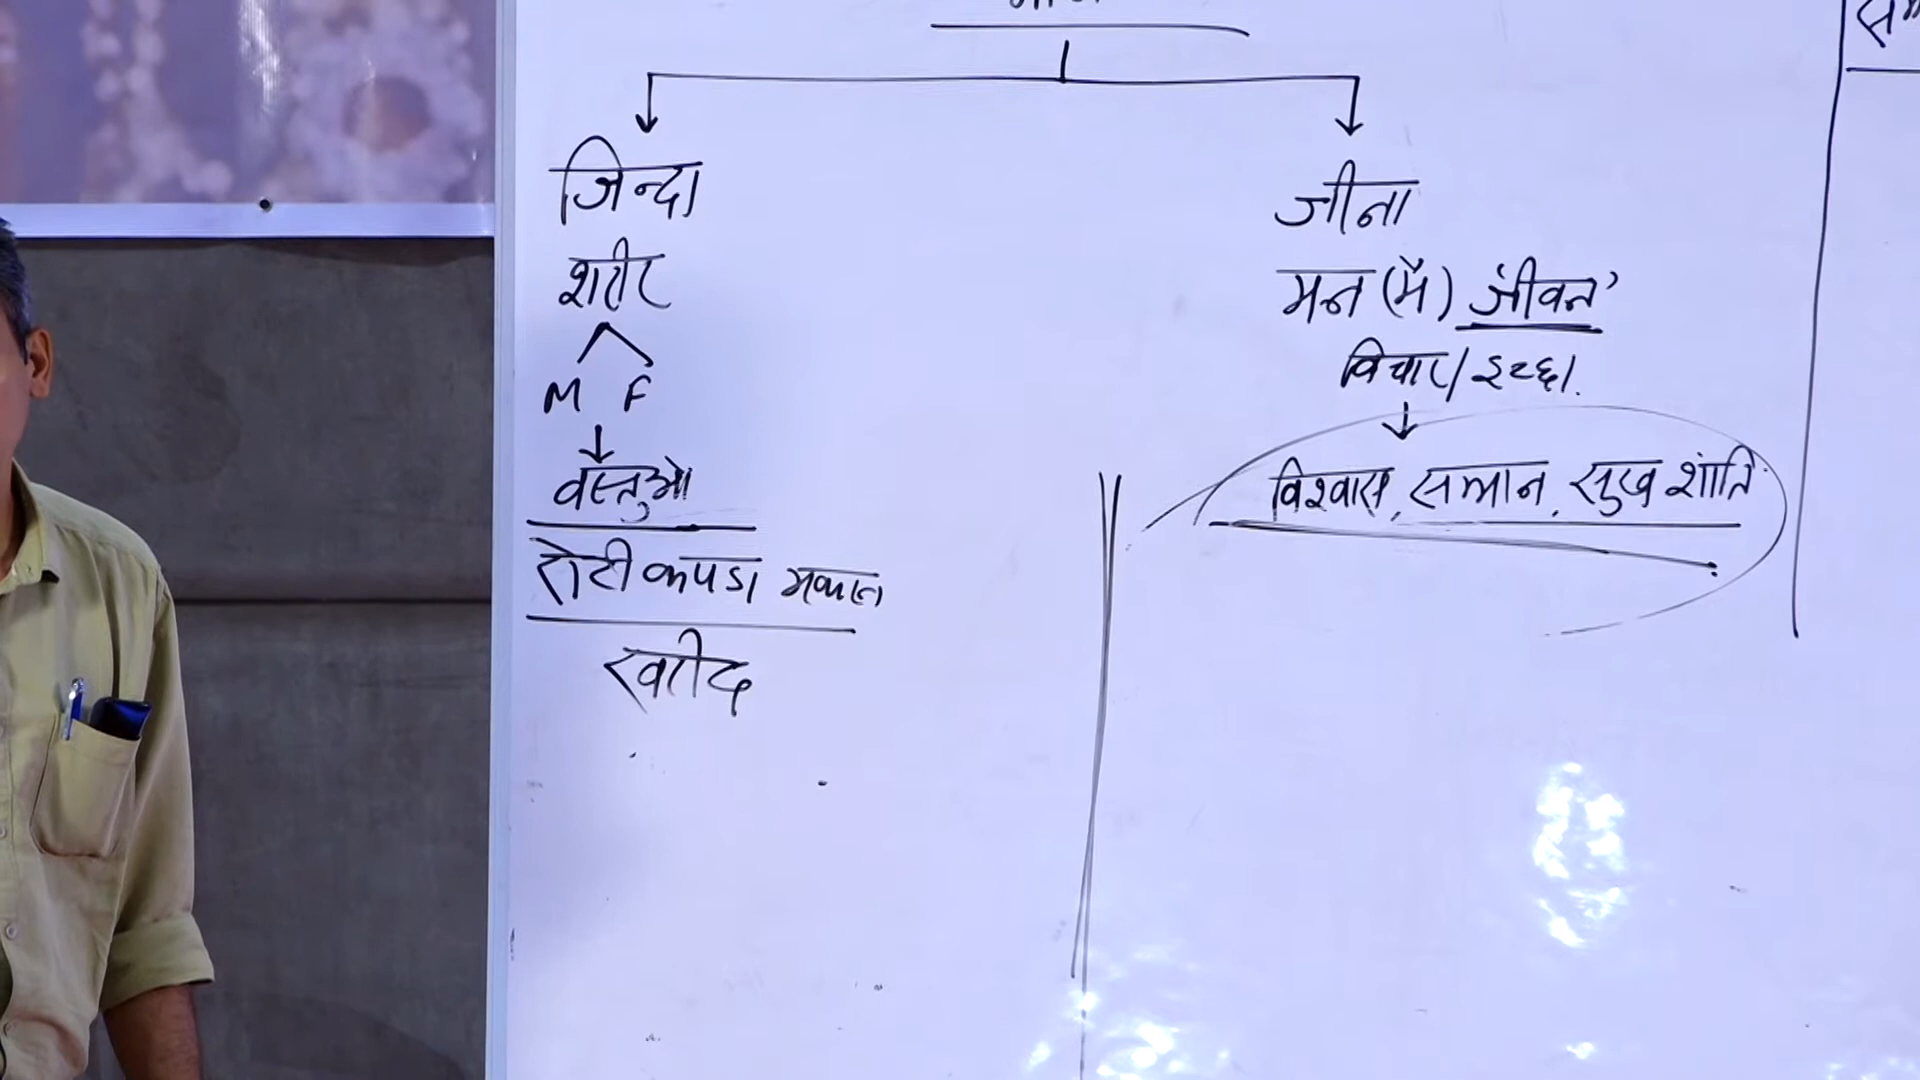 जिन्दा
शरीर
M F
वस्तुओ
रोटी कपडा मकान
खरीद
जीना
मन (मैं) 'जीवन'
विचार/इच्छा.
विश्वास, सम्मान, सुख शांति